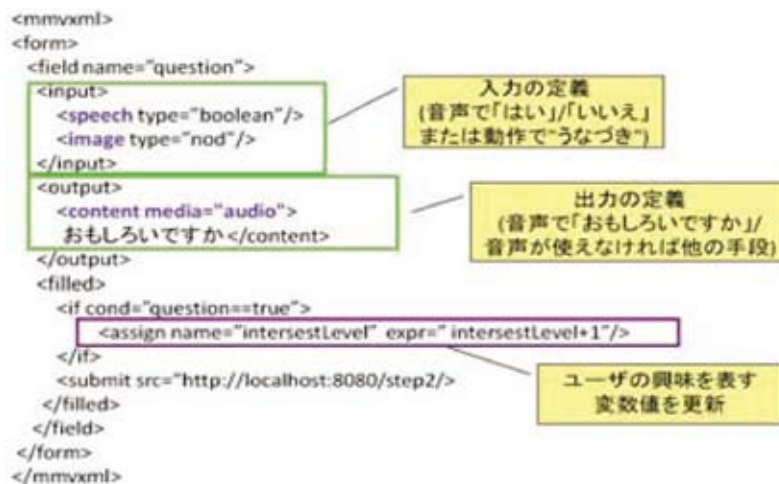 <mmvxml>
<form>
<field name="question">
<input>
<speech type="boolean"/>
<image type="nod"/>
</input>
<output>
<content media="audio">
おもしろいですか</content>
</output>
<filled>
<if cond="question==true">
<assign name="intersestLevel" expr=" intersestLevel+1"/>
</if>
<submit src="http://localhost:8080/step2/>
</filled>
</field>
</form>
</mmvxml>
入力の定義
(音声で「はい」/「いいえ」
または動作で"うなづき")
出力の定義
(音声で「おもしろいですか」/
音声が使えなければ他の手段)
ユーザの興味を表す
変数値を更新